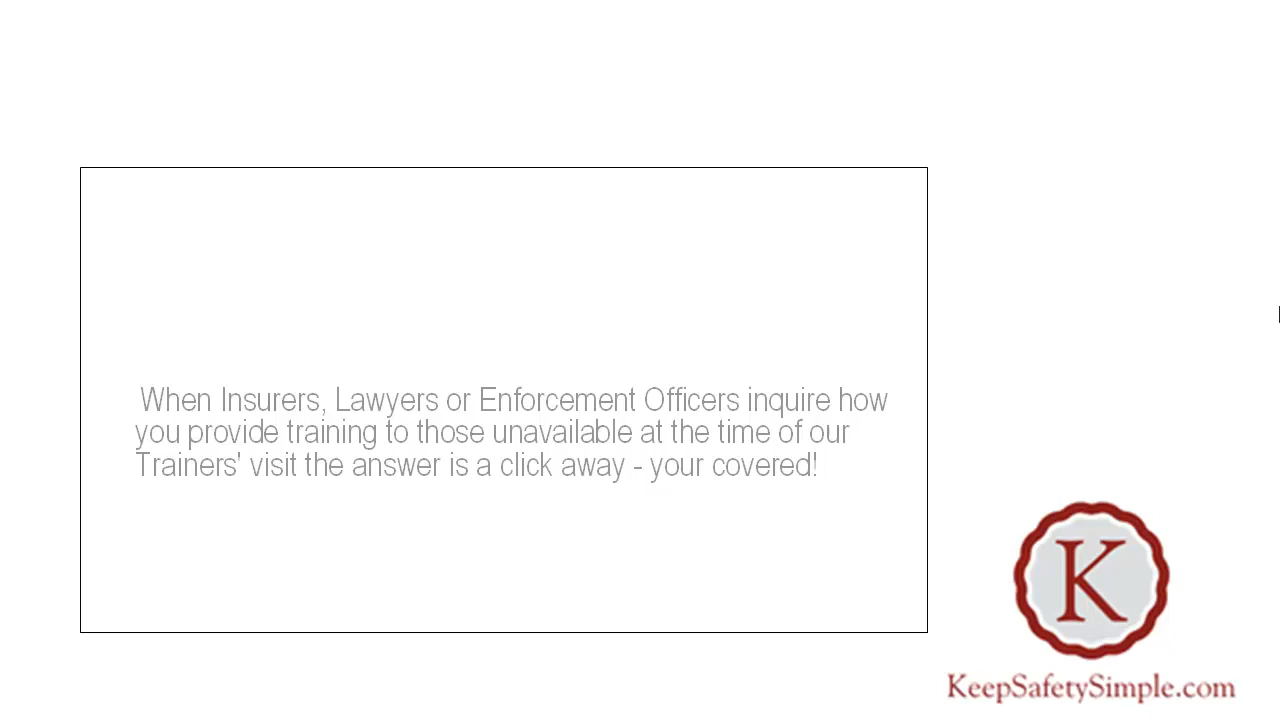 When Insurers, Lawyers or Enforcement Officers inquire how
you provide training to those unavailable at the time of our
Trainers' visit the answer is a click away - your covered!
K
KeepSafetySimple.com